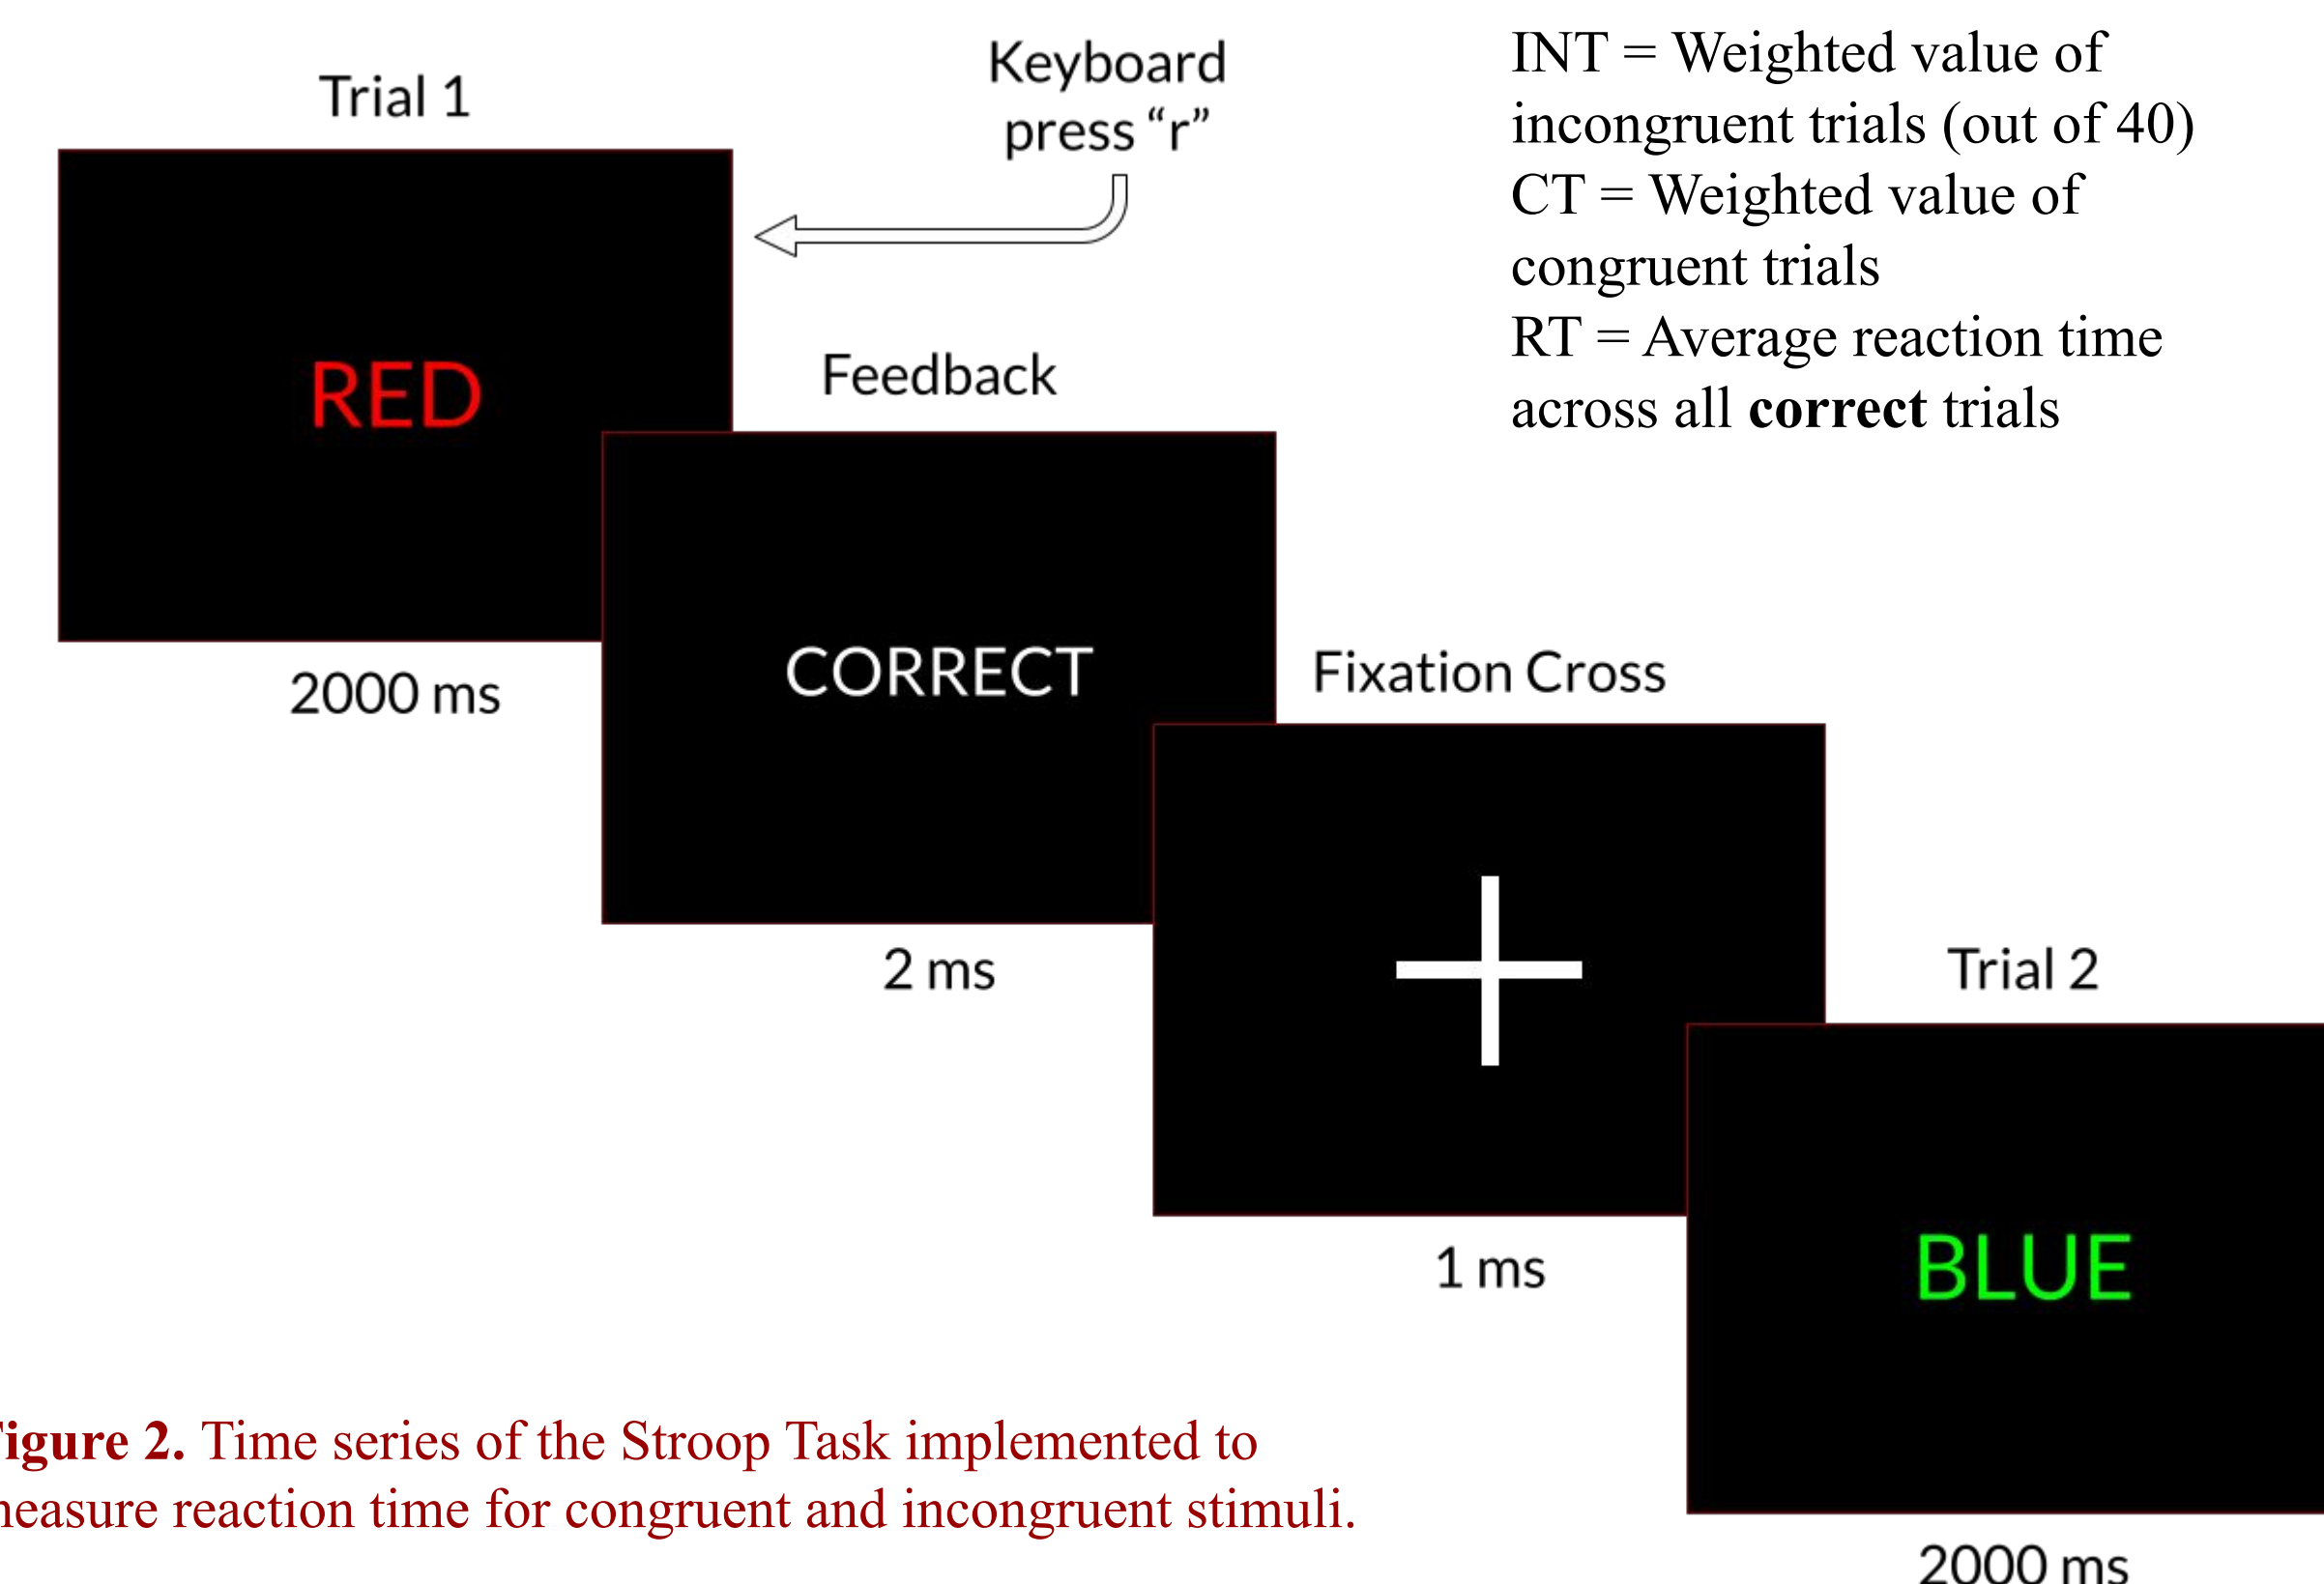 Trial 1
Keyboard
press “r”
INT = Weighted value of
incongruent trials (out of 40)
CT = Weighted value of
congruent trials
RT = Average reaction time
across all correct trials
RED
2000 ms
Feedback
CORRECT
2 ms
Fixation Cross
1 ms
Trial 2
BLUE
2000 ms
igure 2. Time series of the Stroop Task implemented to
easure reaction time for congruent and incongruent stimuli.